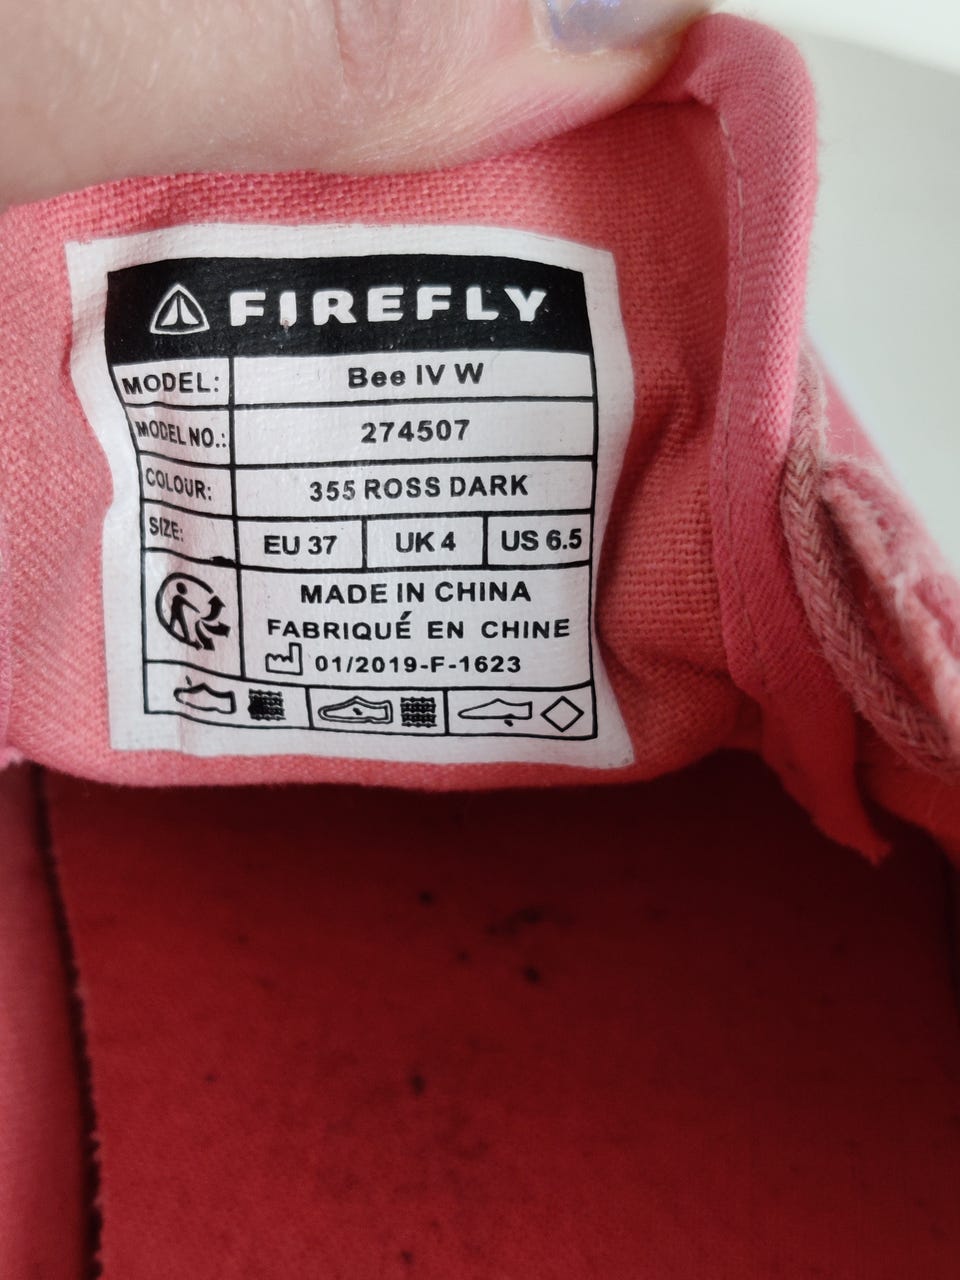 FIREFLY
MODEL: Bee IV W
MODEL NO.: 274507
COLOUR: 355 ROSS DARK
SIZE: EU 37 UK 4 US 6.5
MADE IN CHINA
FABRIQUÉ EN CHINE
01/2019-F-1623